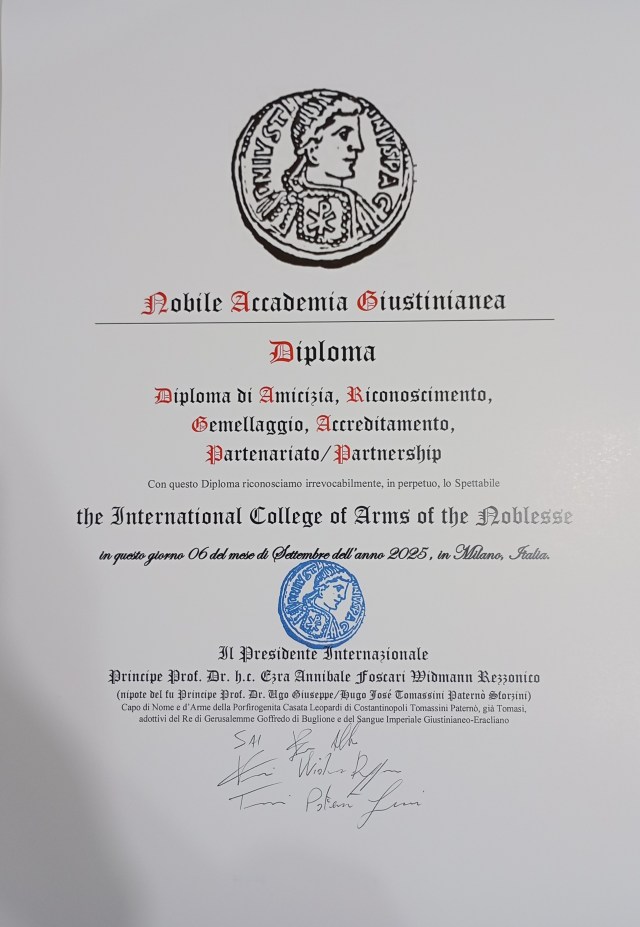 DNIVSTI
NVSPAG
Nobile Accademia Giustinianea
Diploma
Diploma di Amicizia, Riconoscimento,
Gemellaggio, Accreditamento,
Partenariato/Partnership
Con questo Diploma riconosciamo irrevocabilmente, in perpetuo, lo Spettabile
the International College of Arms of the Noblesse
in questo giorno 06 del mese di Settembre dell'anno 2025, in Milano, Italia.
Il Presidente Internazionale
Principe Prof. Dr. h.c. Ezra Annibale Foscari Widmann Rezzonico
(nipote del fu Principe Prof. Dr. Ugo Giuseppe/Hugo José Tomassini Paternò Sforzini)
Capo di Nome e d'Arme della Porfirogenita Casata Leopardi di Costantinopoli Tomassini Paternò, già Tomasi,
adottivi del Re di Gerusalemme Goffredo di Buglione e del Sangue Imperiale Giustinianeo-Eracliano
SAI